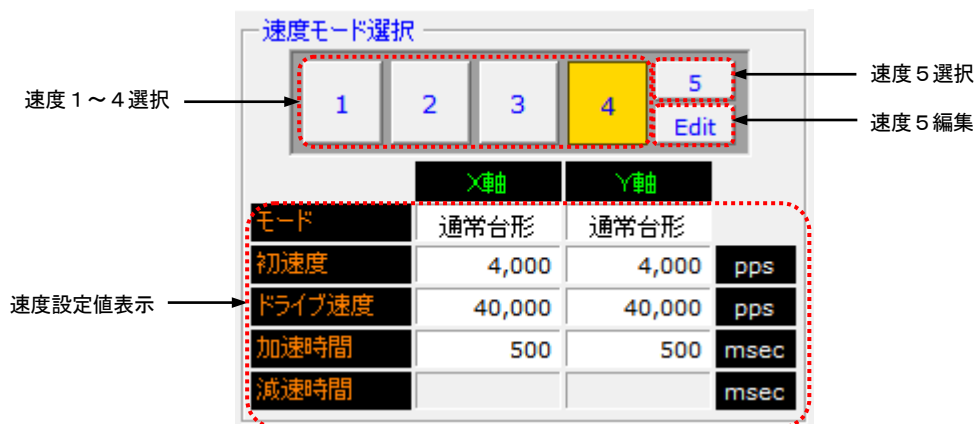 速度モード選択
速度1~4選択
1 2 3 4 5
Edit
速度5選択
速度5編集
X軸 Y軸
モード 通常台形 通常台形
初速度 4,000 4,000 pps
ドライブ速度 40,000 40,000 pps
加速時間 500 500 msec
減速時間 msec
速度設定値表示